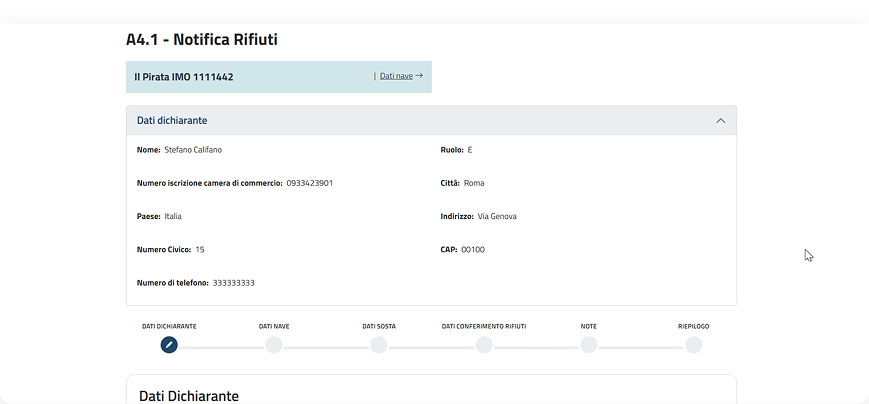 A4.1 - Notifica Rifiuti
Il Pirata IMO 1111442 | Dati nave →
Dati dichiarante
Nome: Stefano Califano Ruolo: E
Numero iscrizione camera di commercio: 0933423901 Città: Roma
Paese: Italia Indirizzo: Via Genova
Numero Civico: 15 CAP: 00100
Numero di telefono: 333333333
DATI DICHIARANTE DATI NAVE DATI SOSTA DATI CONFERIMENTO RIFIUTI NOTE RIEPILOGO
Dati Dichiarante